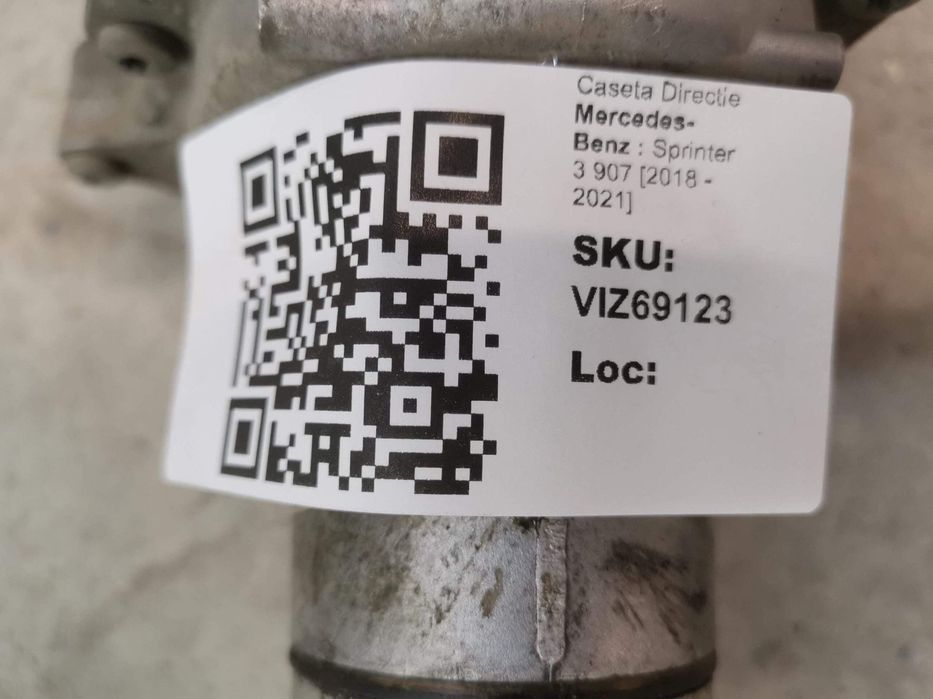 Caseta Directie
Mercedes-
Benz : Sprinter
3 907 [2018 -
2021]
SKU:
VIZ69123
Loc: